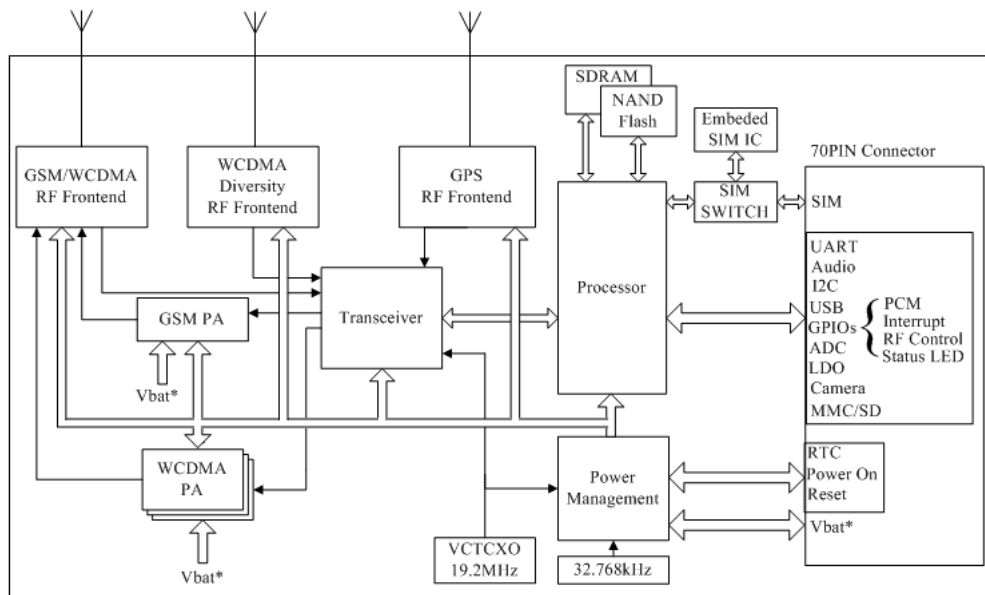 SDRAM
NAND
Flash
Embeded
SIM IC
70PIN Connector
GSM/WCDMA
RF Frontend
WCDMA
Diversity
RF Frontend
GPS
RF Frontend
SIM
SWITCH
SIM
UART
Audio
I2C
USB
GPIOs
ADC
LDO
Camera
MMC/SD
PCM
Interrupt
RF Control
Status LED
Processor
Transceiver
GSM PA
Vbat*
WCDMA
PA
Vbat*
Power
Management
RTC
Power On
Reset
Vbat*
VCTCXO
19.2MHz
32.768kHz